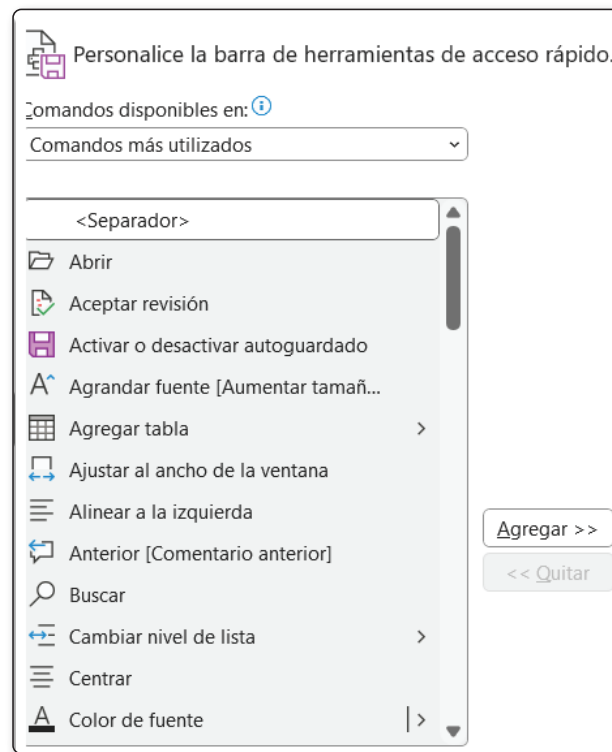 Personalice la barra de herramientas de acceso rápido.
Comandos disponibles en:
Comandos más utilizados
<Separador>
Abrir
Aceptar revisión
Activar o desactivar autoguardado
Agrandar fuente [Aumentar tamañ...
Agregar tabla
Ajustar al ancho de la ventana
Alinear a la izquierda
Anterior [Comentario anterior]
Agregar >>
<< Quitar
Buscar
Cambiar nivel de lista
Centrar
Color de fuente